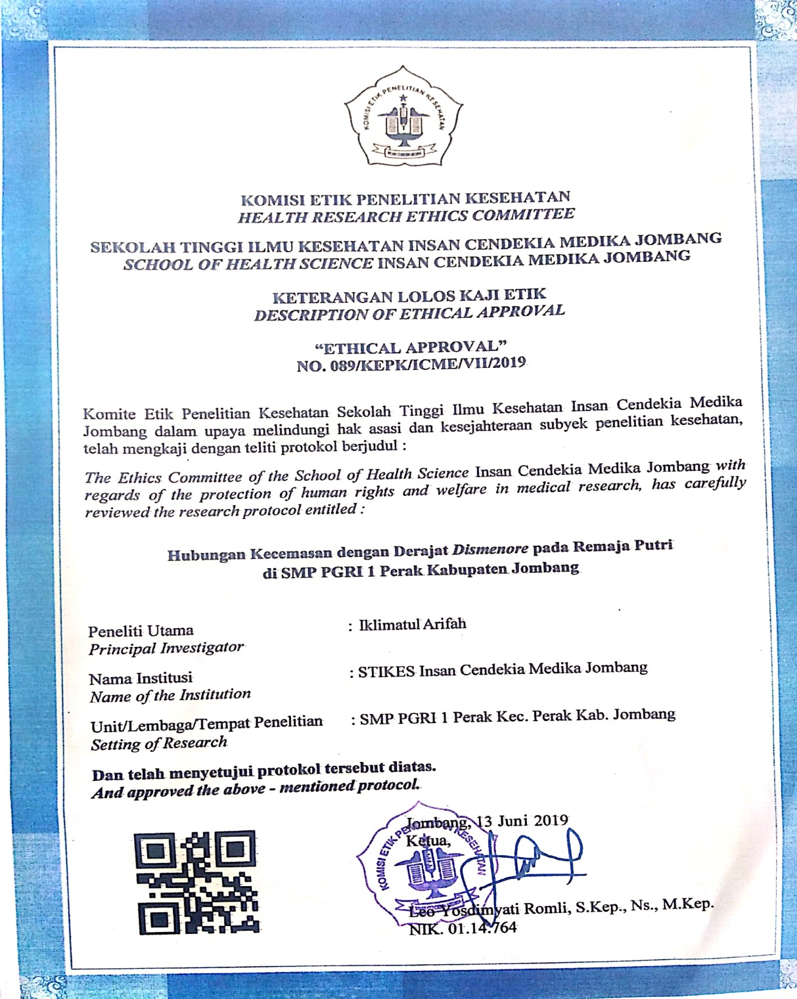 KOMISI ETIK PENELITIAN KESEHATAN
KOMISI ETIK PENELITIAN KESEHATAN
HEALTH RESEARCH ETHICS COMMITTEE
SEKOLAH TINGGI ILMU KESEHATAN INSAN CENDEKIA MEDIKA JOMBANG
SCHOOL OF HEALTH SCIENCE INSAN CENDEKIA MEDIKA JOMBANG
KETERANGAN LOLOS KAJI ETIK
DESCRIPTION OF ETHICAL APPROVAL
“ETHICAL APPROVAL”
NO. 089/KEPK/ICME/VII/2019
Komite Etik Penelitian Kesehatan Sekolah Tinggi Ilmu Kesehatan Insan Cendekia Medika
Jombang dalam upaya melindungi hak asasi dan kesejahteraan subyek penelitian kesehatan,
telah mengkaji dengan teliti protokol berjudul :
The Ethics Committee of the School of Health Science Insan Cendekia Medika Jombang with
regards of the protection of human rights and welfare in medical research, has carefully
reviewed the research protocol entitled :
Hubungan Kecemasan dengan Derajat Dismenore pada Remaja Putri
di SMP PGRI 1 Perak Kabupaten Jombang
Peneliti Utama : Iklimatul Arifah
Principal Investigator
Nama Institusi : STIKES Insan Cendekia Medika Jombang
Name of the Institution
Unit/Lembaga/Tempat Penelitian : SMP PGRI 1 Perak Kec. Perak Kab. Jombang
Setting of Research
Dan telah menyetujui protokol tersebut diatas.
And approved the above - mentioned protocol.
Jombang, 13 Juni 2019
Ketua,
KOMISI ETIK PENELITIAN KESEHATAN
Leo Yosdimyati Romli, S.Kep., Ns., M.Kep.
NIK. 01.14.764